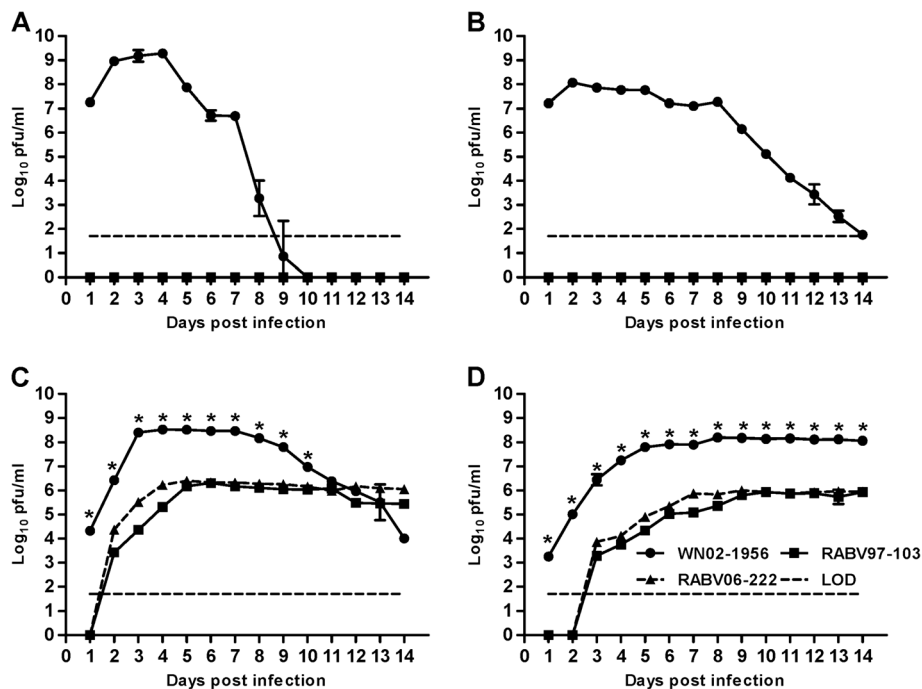 A
Log10 pfu/ml
10
9
8
7
6
5
4
3
2
1
0
0 1 2 3 4 5 6 7 8 9 10 11 12 13 14
Days post infection
B
Log10 pfu/ml
10
9
8
7
6
5
4
3
2
1
0
0 1 2 3 4 5 6 7 8 9 10 11 12 13 14
Days post infection
C
Log10 pfu/ml
10
9
8
7
6
5
4
3
2
1
0
* * * * * * * * * *
0 1 2 3 4 5 6 7 8 9 10 11 12 13 14
Days post infection
D
Log10 pfu/ml
10
9
8
7
6
5
4
3
2
1
0
* * * * * * * * * * * * * *
WN02-1956 RABV97-103
RABV06-222 LOD
0 1 2 3 4 5 6 7 8 9 10 11 12 13 14
Days post infection